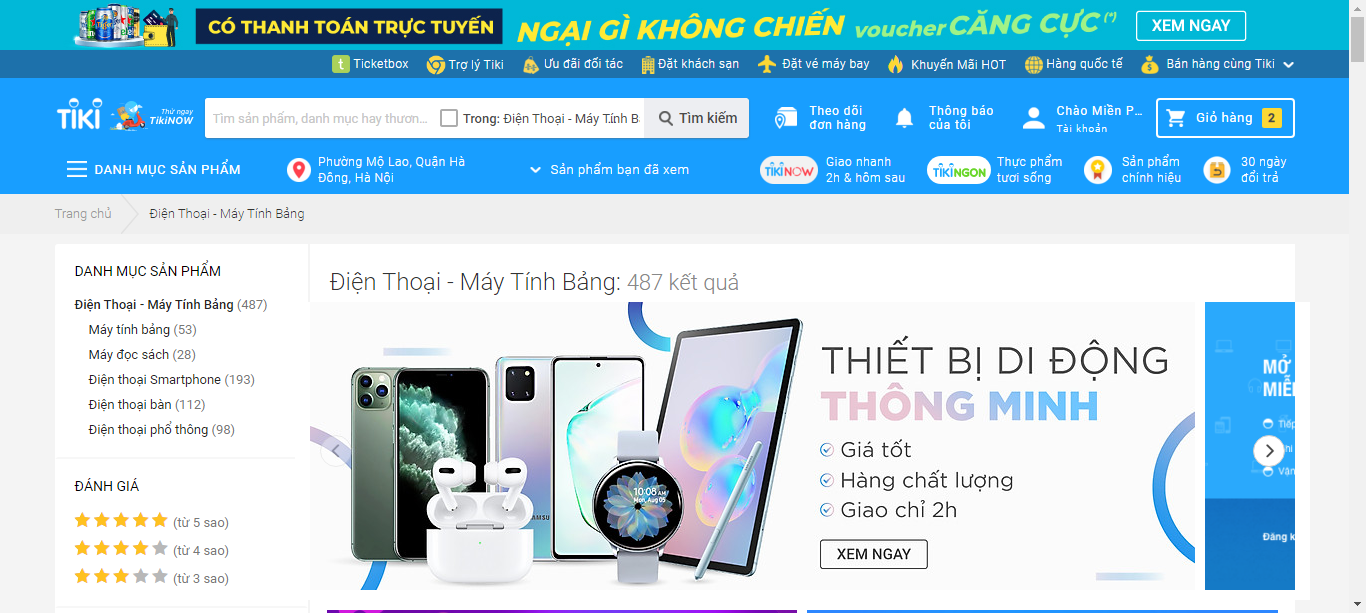 CÓ THANH TOÁN TRỰC TUYẾN NGẠI GÌ KHÔNG CHIẾN voucher CĂNG CỰC (*) XEM NGAY
Ticketbox Trợ lý Tiki Ưu đãi đối tác Đặt khách sạn Đặt vé máy bay Khuyến Mãi HOT Hàng quốc tế Bán hàng cùng Tiki
TIKI Thử ngay TikiNOW
Tìm sản phẩm, danh mục hay thương... Trong: Điện Thoại - Máy Tính B Tìm kiếm
Theo dõi
đơn hàng
Thông báo
của tôi
Chào Miền P...
Tài khoản
Giỏ hàng 2
DANH MỤC SẢN PHẨM
Phường Mộ Lao, Quận Hà
Đông, Hà Nội
Sản phẩm bạn đã xem
TIKINOW Giao nhanh
2h & hôm sau
TIKINGON Thực phẩm
tươi sống
Sản phẩm
chính hiệu
30 ngày
đổi trả
Trang chủ Điện Thoại - Máy Tính Bảng
DANH MỤC SẢN PHẨM
Điện Thoại - Máy Tính Bảng (487)
Máy tính bảng (53)
Máy đọc sách (28)
Điện thoại Smartphone (193)
Điện thoại bàn (112)
Điện thoại phổ thông (98)
ĐÁNH GIÁ
(từ 5 sao)
(từ 4 sao)
(từ 3 sao)
Điện Thoại - Máy Tính Bảng: 487 kết quả
THIẾT BỊ DI ĐỘNG
THÔNG MINH
Giá tốt
Hàng chất lượng
Giao chỉ 2h
XEM NGAY
SAMSUNG
10:08 AM
Mon, Aug 05
MỞ
MIỄ
Tiếp
Vận
Đăng k